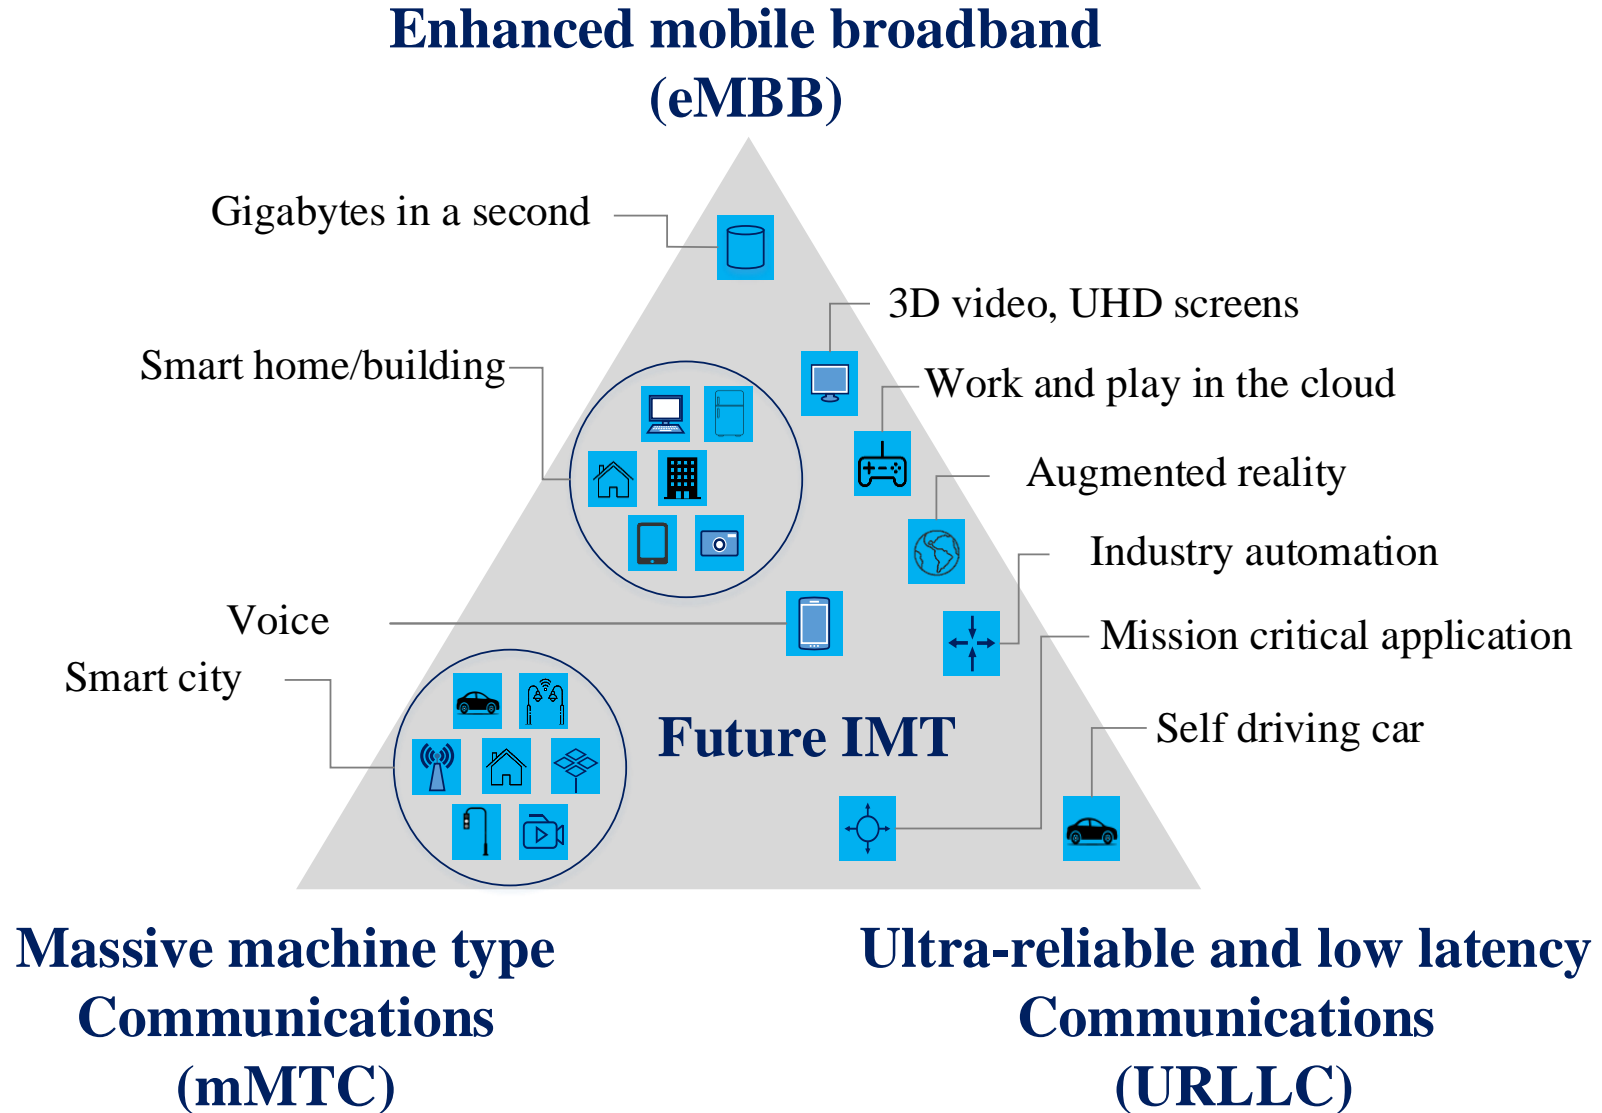 Enhanced mobile broadband
(eMBB)
Gigabytes in a second
3D video, UHD screens
Smart home/building
Work and play in the cloud
Augmented reality
Industry automation
Voice
Mission critical application
Smart city
Self driving car
Future IMT
Massive machine type
Communications
(mMTC)
Ultra-reliable and low latency
Communications
(URLLC)